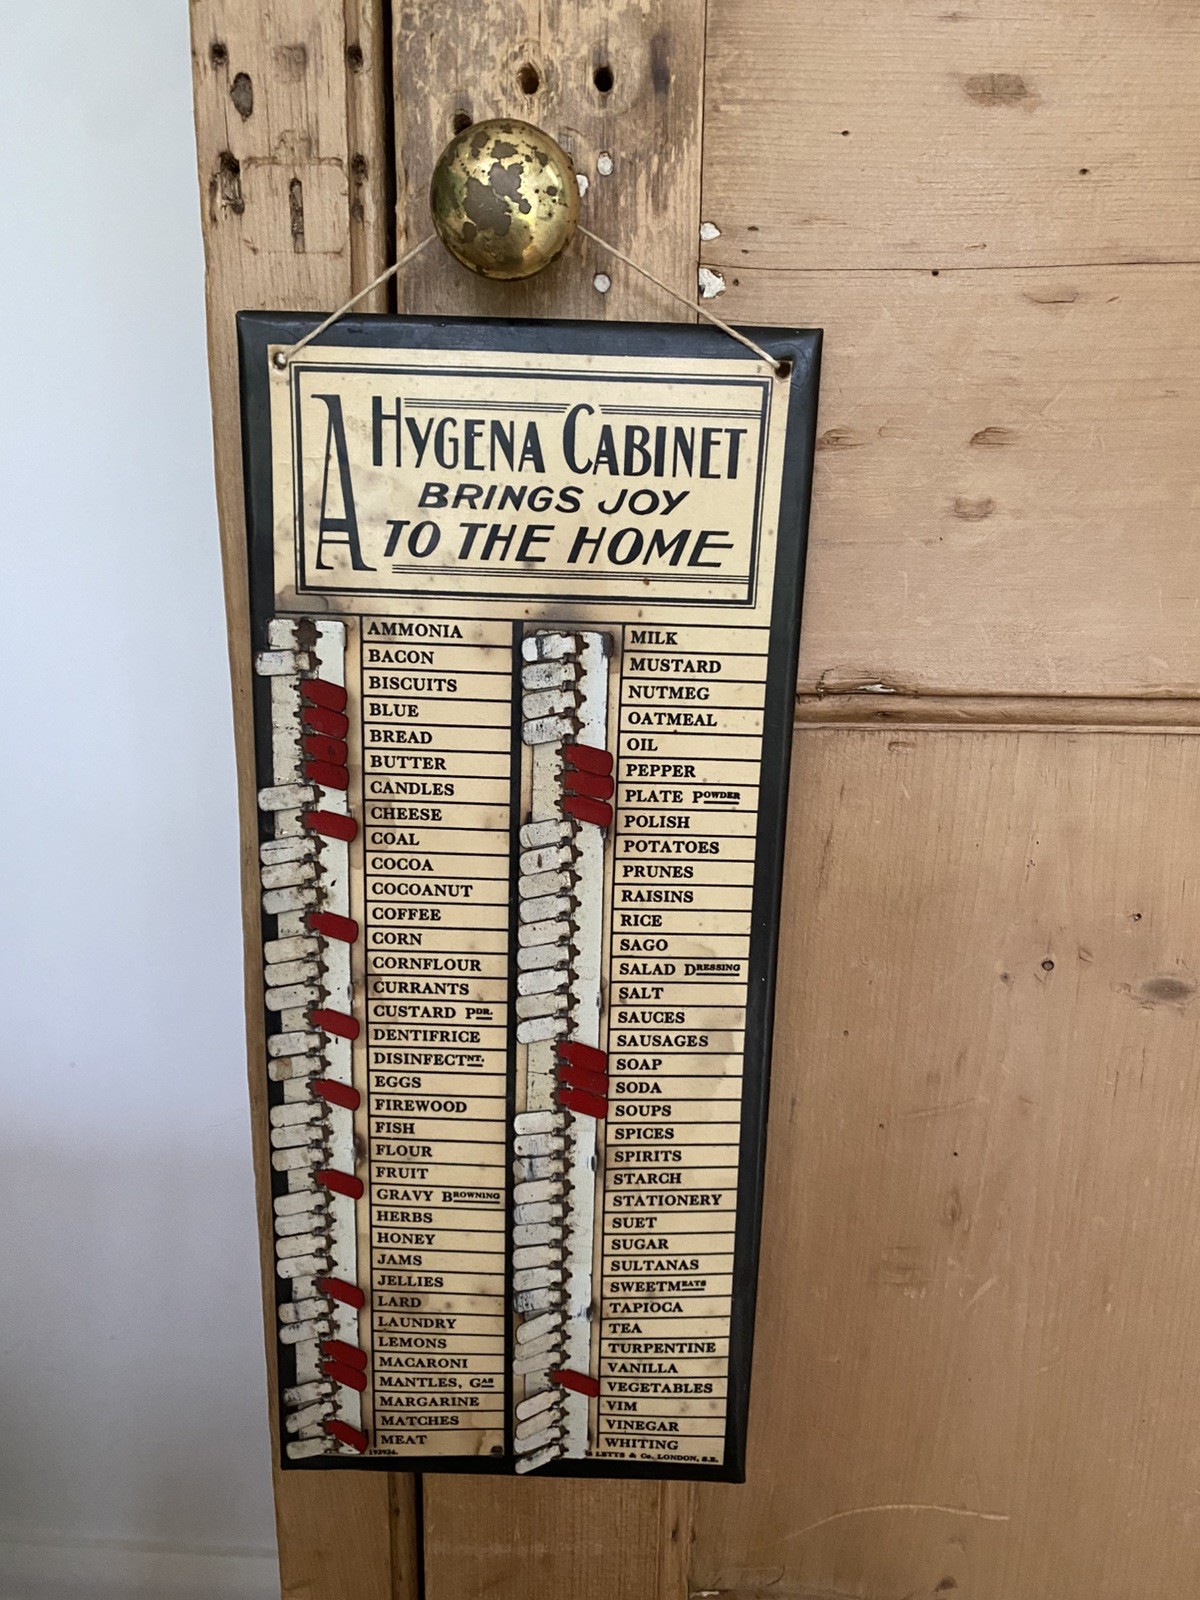 A HYGENA CABINET
BRINGS JOY
TO THE HOME
AMMONIA
BACON
BISCUITS
BLUE
BREAD
BUTTER
CANDLES
CHEESE
COAL
COCOA
COCOANUT
COFFEE
CORN
CORNFLOUR
CURRANTS
CUSTARD PDR.
DENTIFRICE
DISINFECTNT.
EGGS
FIREWOOD
FISH
FLOUR
FRUIT
GRAVY BROWNING
HERBS
HONEY
JAMS
JELLIES
LARD
LAUNDRY
LEMONS
MACARONI
MANTLES, GAS
MARGARINE
MATCHES
MEAT
MILK
MUSTARD
NUTMEG
OATMEAL
OIL
PEPPER
PLATE POWDER
POLISH
POTATOES
PRUNES
RAISINS
RICE
SAGO
SALAD DRESSING
SALT
SAUCES
SAUSAGES
SOAP
SODA
SOUPS
SPICES
SPIRITS
STARCH
STATIONERY
SUET
SUGAR
SULTANAS
SWEETMEATS
TAPIOCA
TEA
TURPENTINE
VANILLA
VEGETABLES
VIM
VINEGAR
WHITING
LETTS & Co. LONDON, S.E.